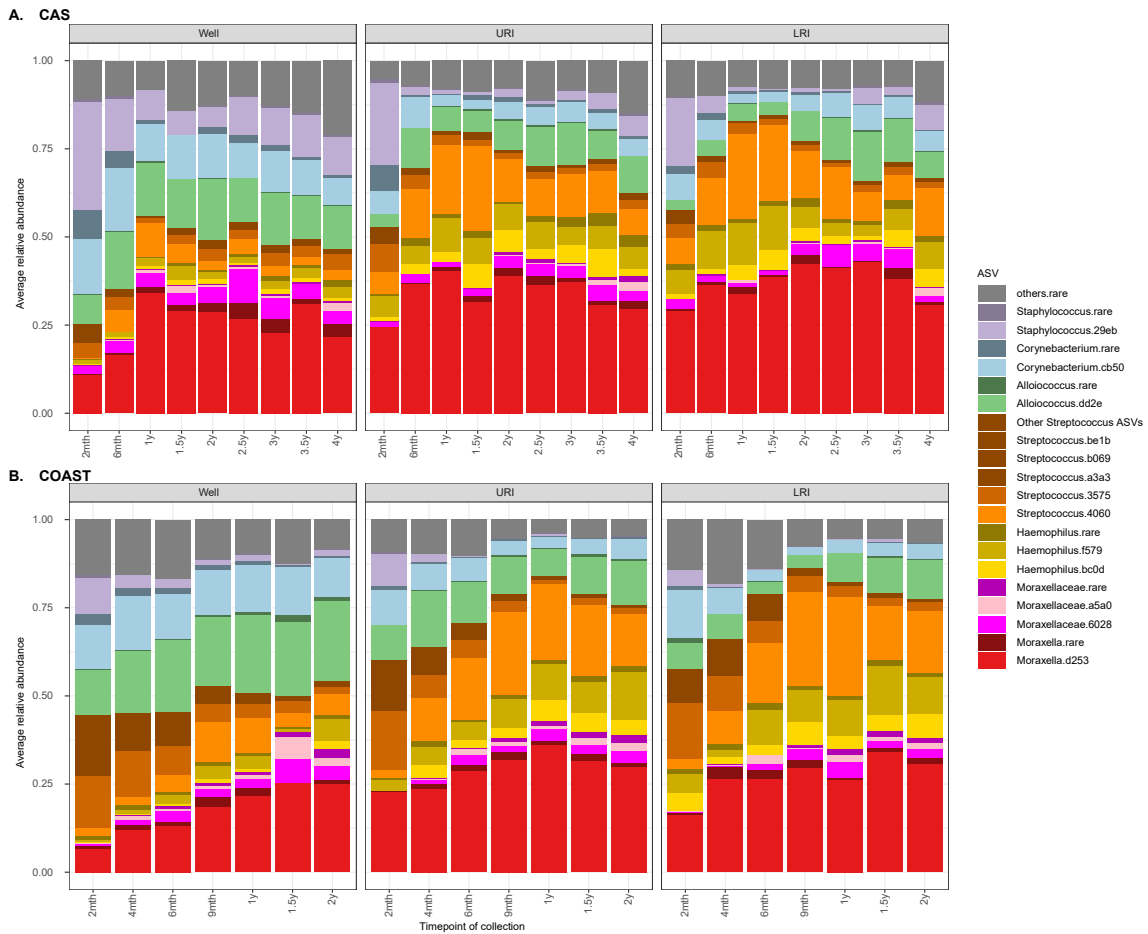 A. CAS
Well
URI
LRI
Average relative abundance
1.00
0.75
0.50
0.25
0.00
2mth
6mth
1y
1.5y
2y
2.5y
3y
3.5y
4y
2mth
6mth
1y
1.5y
2y
2.5y
3y
3.5y
4y
2mth
6mth
1y
1.5y
2y
2.5y
3y
3.5y
4y
B. COAST
Well
URI
LRI
Average relative abundance
1.00
0.75
0.50
0.25
0.00
2mth
4mth
6mth
9mth
1y
1.5y
2y
2mth
4mth
6mth
9mth
1y
1.5y
2y
2mth
4mth
6mth
9mth
1y
1.5y
2y
Timepoint of collection
ASV
others.rare
Staphylococcus.rare
Staphylococcus.29eb
Corynebacterium.rare
Corynebacterium.cb50
Alloiococcus.rare
Alloiococcus.dd2e
Other Streptococcus ASVs
Streptococcus.be1b
Streptococcus.b069
Streptococcus.a3a3
Streptococcus.3575
Streptococcus.4060
Haemophilus.rare
Haemophilus.f579
Haemophilus.bc0d
Moraxellaceae.rare
Moraxellaceae.a5a0
Moraxellaceae.6028
Moraxella.rare
Moraxella.d253